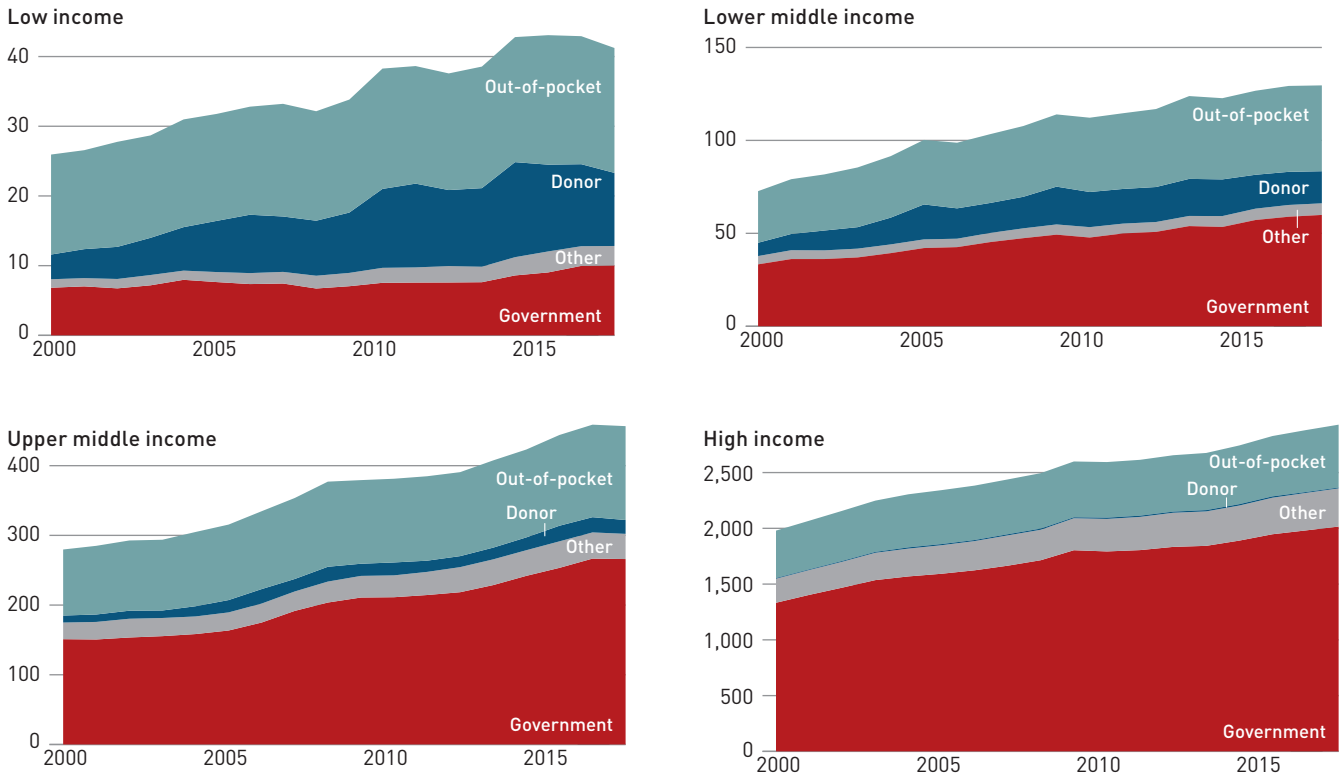 Low income
40
30
20
10
0
Out-of-pocket
Donor
Other
Government
2000 2005 2010 2015
Lower middle income
150
100
50
0
Out-of-pocket
Donor
Other
Government
2000 2005 2010 2015
Upper middle income
400
300
200
100
0
Out-of-pocket
Donor
Other
Government
2000 2005 2010 2015
High income
2,500
2,000
1,500
1,000
500
0
Out-of-pocket
Donor
Other
Government
2000 2005 2010 2015